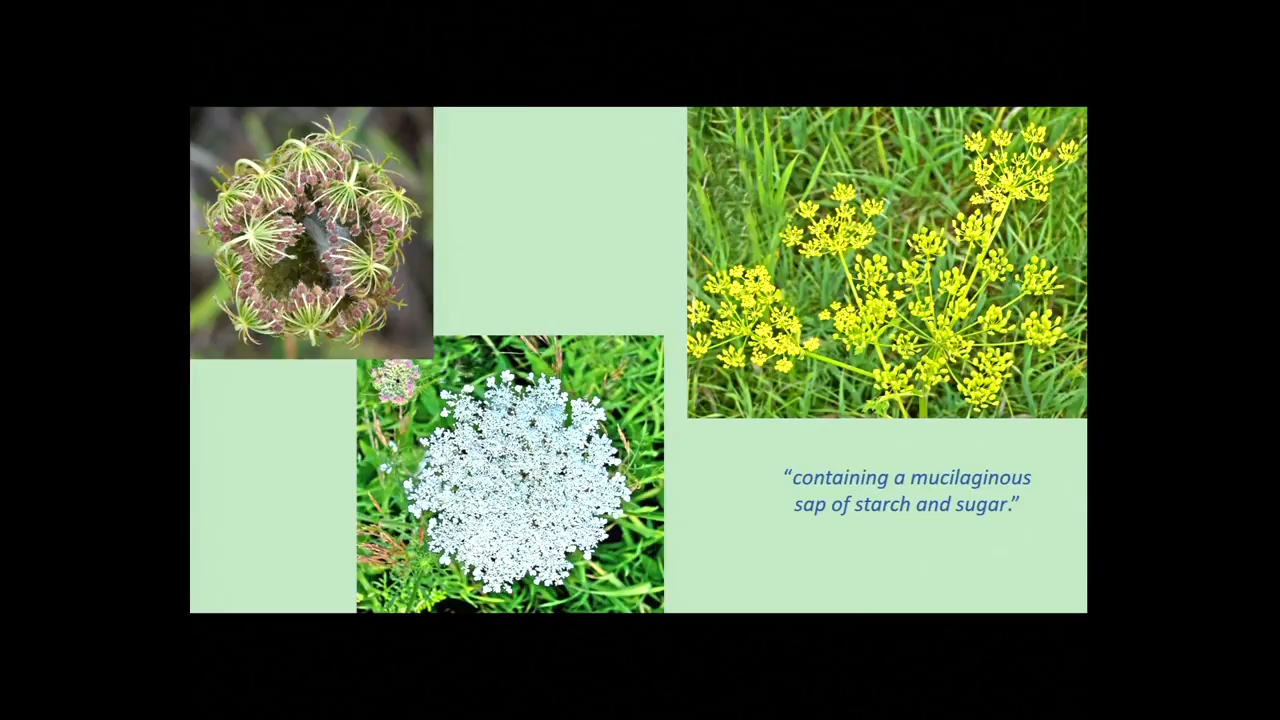 “containing a mucilaginous
sap of starch and sugar.”